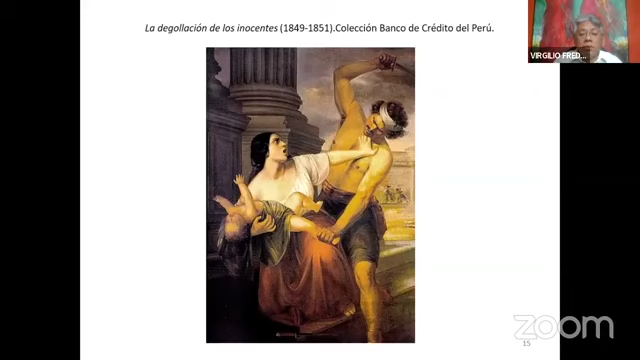 La degollación de los inocentes (1849-1851).Colección Banco de Crédito del Perú.
VIRGILIO FRED...
15
zoom